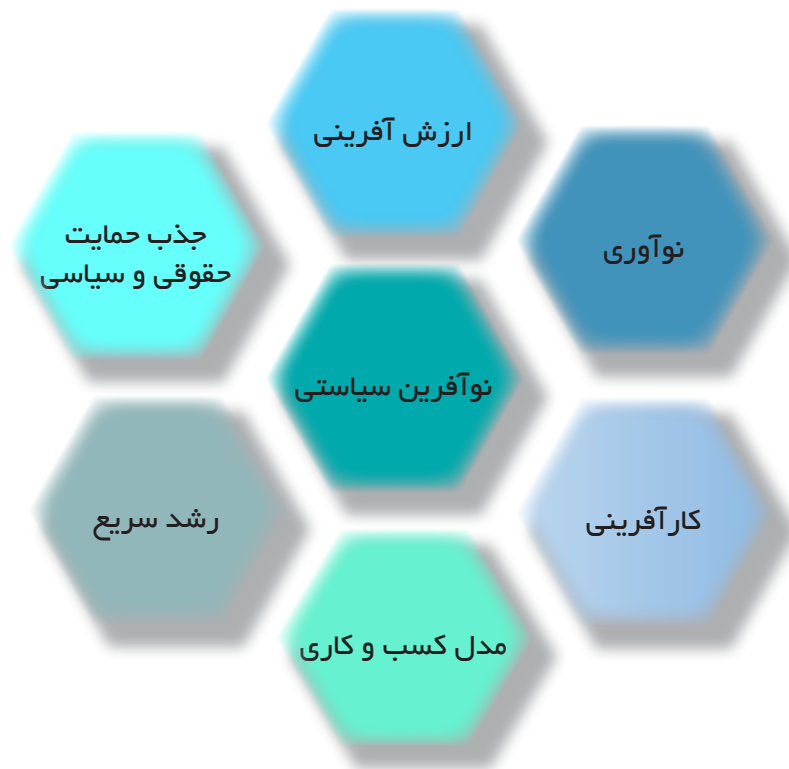 ارزش آفرینی
نوآوری
جذب حمایت
حقوقی و سیاسی
نوآفرین سیاستی
کارآفرینی
رشد سریع
مدل کسب و کاری